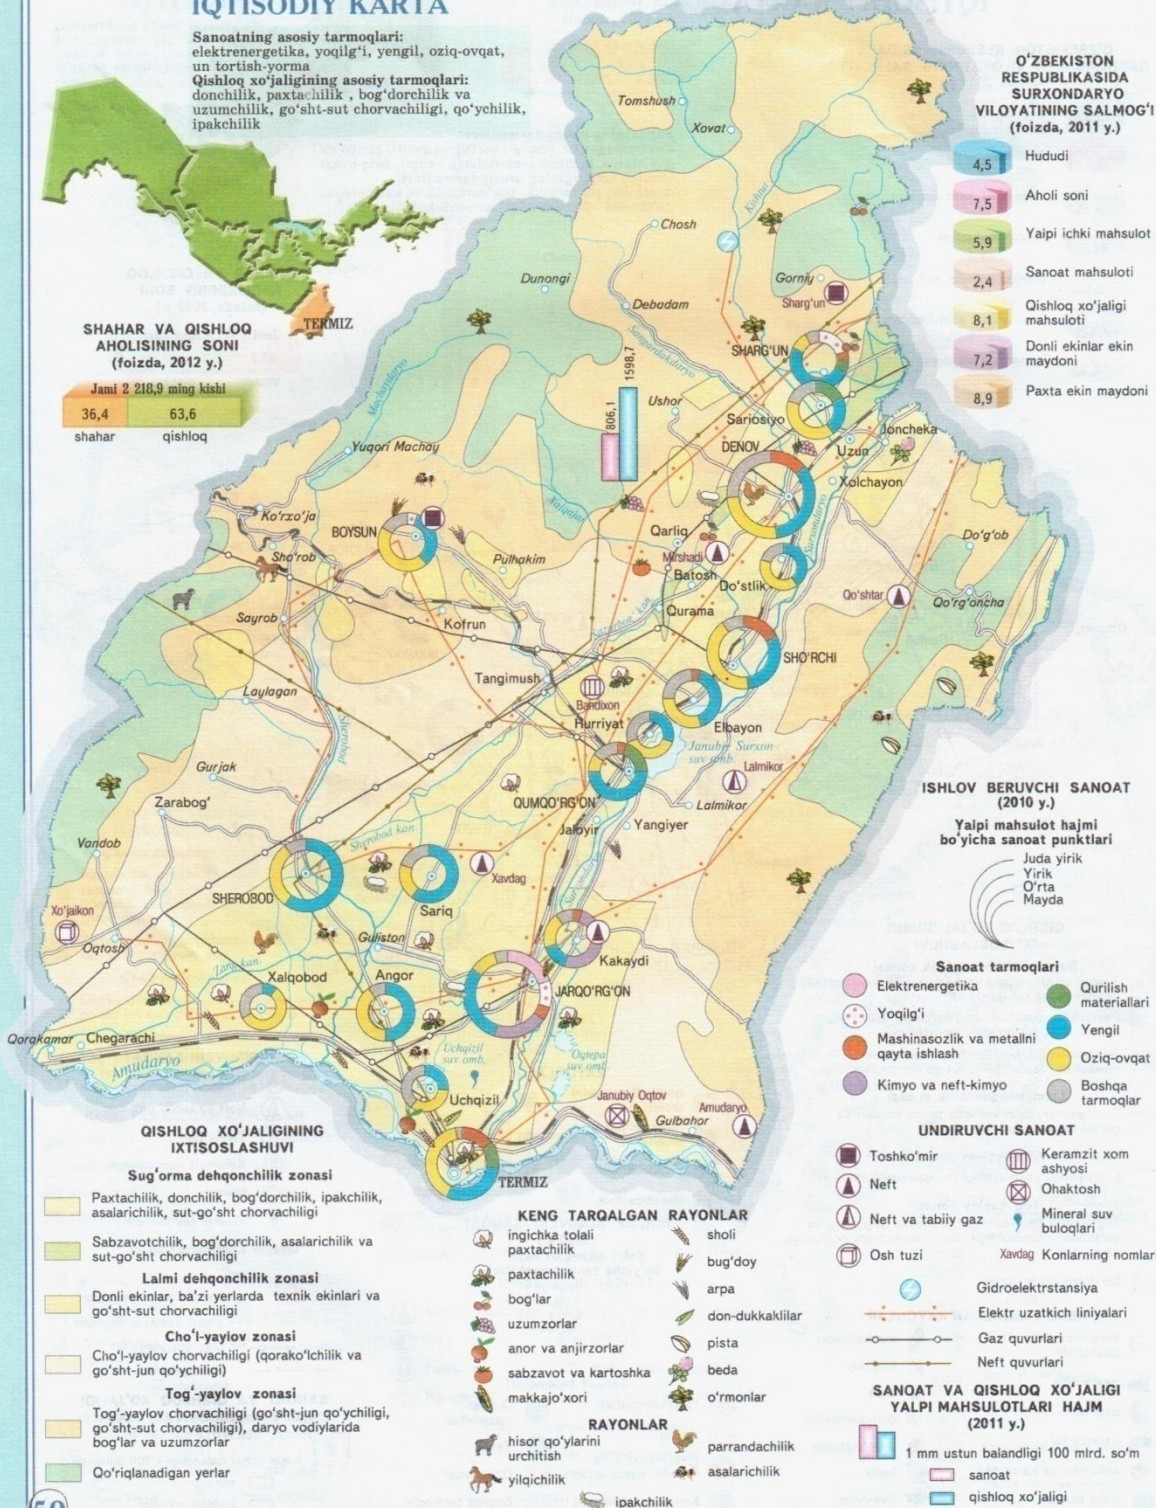 IQTISODIY KARTA
Sanoatning asosiy tarmoqlari:
elektrenergetika, yoqilg‘i, yengil, oziq-ovqat,
un tortish-yorma
Qishloq xo‘jaligining asosiy tarmoqlari:
donchilik, paxtachilik , bog‘dorchilik va
uzumchilik, go‘sht-sut chorvachiligi, qo‘ychilik,
ipakchilik
TERMIZ
SHAHAR VA QISHLOQ
AHOLISINING SONI
(foizda, 2012 y.)
Jami 2 218,9 ming kishi
36,4
63,6
shahar
qishloq
O‘ZBEKISTON
RESPUBLIKASIDA
SURXONDARYO
VILOYATINING SALMOG‘I
(foizda, 2011 y.)
4,5 Hududi
7,5 Aholi soni
5,9 Yaipi ichki mahsulot
2,4 Sanoat mahsuloti
8,1 Qishloq xo‘jaligi
mahsuloti
7,2 Donli ekinlar ekin
maydoni
8,9 Paxta ekin maydoni
Tomshush
Xovat
Chosh
Dunongi
Debadam
Gorniy
Sharg‘un
SHARG‘UN
Sangardakdaryo
Machaydaryo
806,1
1598,7
Ushor
Sariosiyo
Joncheka
DENOV
Uzun
Yuqori Machay
Xolchayon
Surxondaryo
Ko‘rxo‘ja
BOYSUN
Qarliq
Do‘g‘ob
Sho‘rob
Pulhakim
Mirshadi
Batosh
Do‘stlik
Qo‘shtar
Qo‘rg‘oncha
Sayrob
Kofrun
Qurama
SHO‘RCHI
Tangimush
Laylagan
Bandixon
Hurriyat
Elbayon
Sherobod
Janubiy Surxon
suv omb.
Gurjak
Lalmikor
Zarabog‘
QUMQO‘RG‘ON
Lalmikor
Jaloyir
Yangiyer
Vandob
Sherobod kan.
SHEROBOD
Sariq
Xavdag
Xo‘jaikon
Oqtosh
Guliston
Kakaydi
Zang kan.
Xalqobod
Angor
JARQO‘RG‘ON
Qorakamar
Chegarachi
Amudaryo
Uchqizil
suv omb.
Oqtepa
suv omb.
Uchqizil
Janubiy Oqtov
Gulbahor
Amudaryo
TERMIZ
ISHLOV BERUVCHI SANOAT
(2010 y.)
Yalpi mahsulot hajmi
bo‘yicha sanoat punktlari
Juda yirik
Yirik
O‘rta
Mayda
Sanoat tarmoqlari
Elektrenergetika
Yoqilg‘i
Mashinasozlik va metallni
qayta ishlash
Kimyo va neft-kimyo
Qurilish
materiallari
Yengil
Oziq-ovqat
Boshqa
tarmoqlar
UNDIRUVCHI SANOAT
Toshko‘mir
Neft
Neft va tabiiy gaz
Osh tuzi
Keramzit xom
ashyosi
Ohaktosh
Mineral suv
buloqlari
Xavdag Konlarning nomlari
Gidroelektrstansiya
Elektr uzatkich liniyalari
Gaz quvurlari
Neft quvurlari
SANOAT VA QISHLOQ XO‘JALIGI
YALPI MAHSULOTLARI HAJM
(2011 y.)
1 mm ustun balandligi 100 mlrd. so‘m
sanoat
qishloq xo‘jaligi
QISHLOQ XO‘JALIGINING
IXTISOSLASHUVI
Sug‘orma dehqonchilik zonasi
Paxtachilik, donchilik, bog‘dorchilik, ipakchilik,
asalarichilik, sut-go‘sht chorvachiligi
Sabzavotchilik, bog‘dorchilik, asalarichilik va
sut-go‘sht chorvachiligi
Lalmi dehqonchilik zonasi
Donli ekinlar, ba’zi yerlarda texnik ekinlari va
go‘sht-sut chorvachiligi
Cho‘l-yaylov zonasi
Cho‘l-yaylov chorvachiligi (qorako‘lchilik va
go‘sht-jun qo‘ychiligi)
Tog‘-yaylov zonasi
Tog‘-yaylov chorvachiligi (go‘sht-jun qo‘ychiligi,
go‘sht-sut chorvachiligi), daryo vodiylarida
bog‘lar va uzumzorlar
Qo‘riqlanadigan yerlar
KENG TARQALGAN RAYONLAR
ingichka tolali
paxtachilik
paxtachilik
bog‘lar
uzumzorlar
anor va anjirzorlar
sabzavot va kartoshka
makkajo‘xori
sholi
bug‘doy
arpa
don-dukkaklilar
pista
beda
o‘rmonlar
RAYONLAR
hisor qo‘ylarini
urchitish
yilqichilik
ipakchilik
parrandachilik
asalarichilik
50